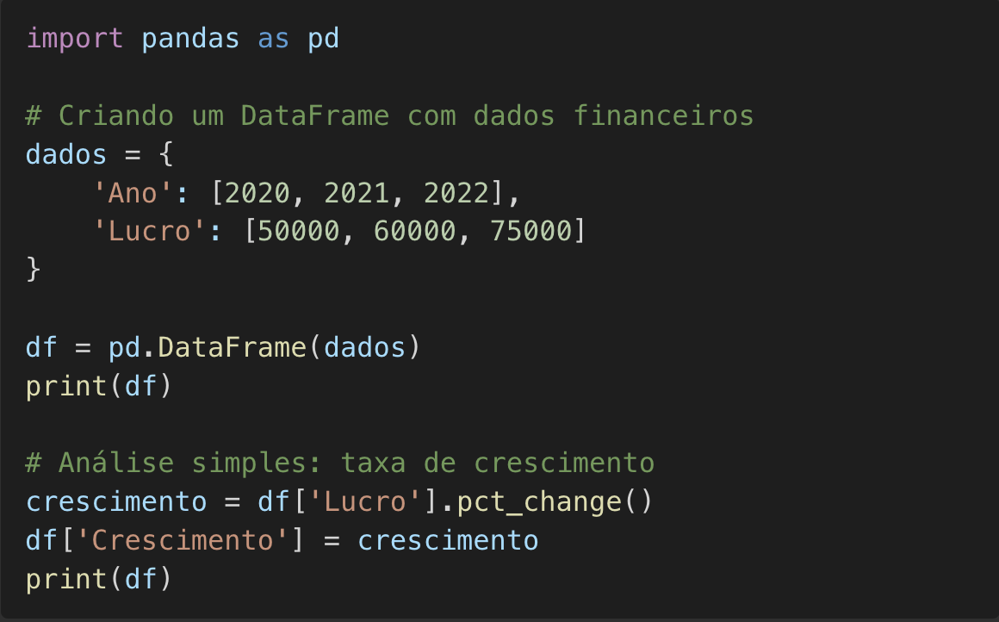 import pandas as pd
# Criando um DataFrame com dados financeiros
dados = {
    'Ano': [2020, 2021, 2022],
    'Lucro': [50000, 60000, 75000]
}
df = pd.DataFrame(dados)
print(df)
# Análise simples: taxa de crescimento
crescimento = df['Lucro'].pct_change()
df['Crescimento'] = crescimento
print(df)